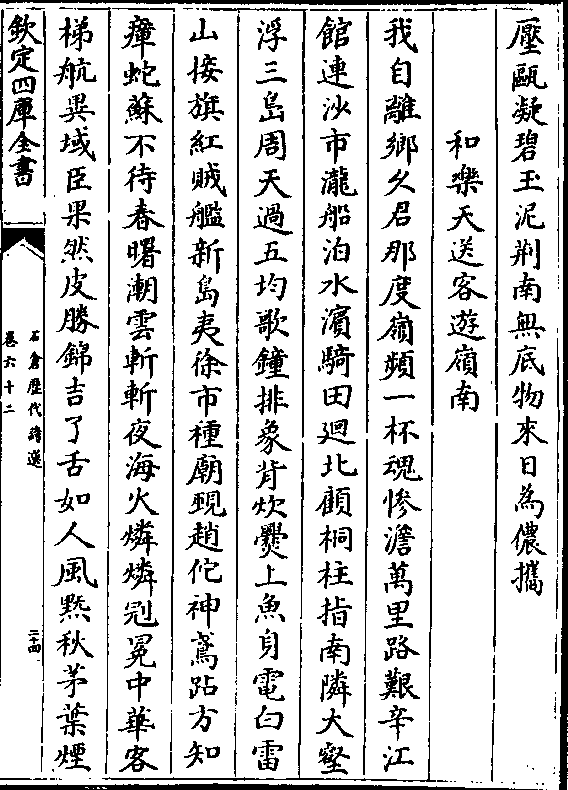 壓甌凝碧玉泥荆南無底物來日為儂攜
和樂天送客遊嶺南
我自離鄉久君那度嶺頻一杯魂慘澹萬里路艱辛江
館連沙市瀧船泊水濱騎田廻北顧桐柱指南隣大壑
浮三島周天過五均歌鐘排象背炊爨上魚身電白雷
山接旗紅賊艦新島夷徐市種廟覡趙佗神鳶跕方知
瘴蛇蘇不待春曙潮雲斬斬夜海火燐燐冠冕中華客
梯航異域臣果然皮勝錦吉了舌如人風黦秋茅葉煙
欽定四庫全書
石倉歷代詩選
卷六十二
二十四